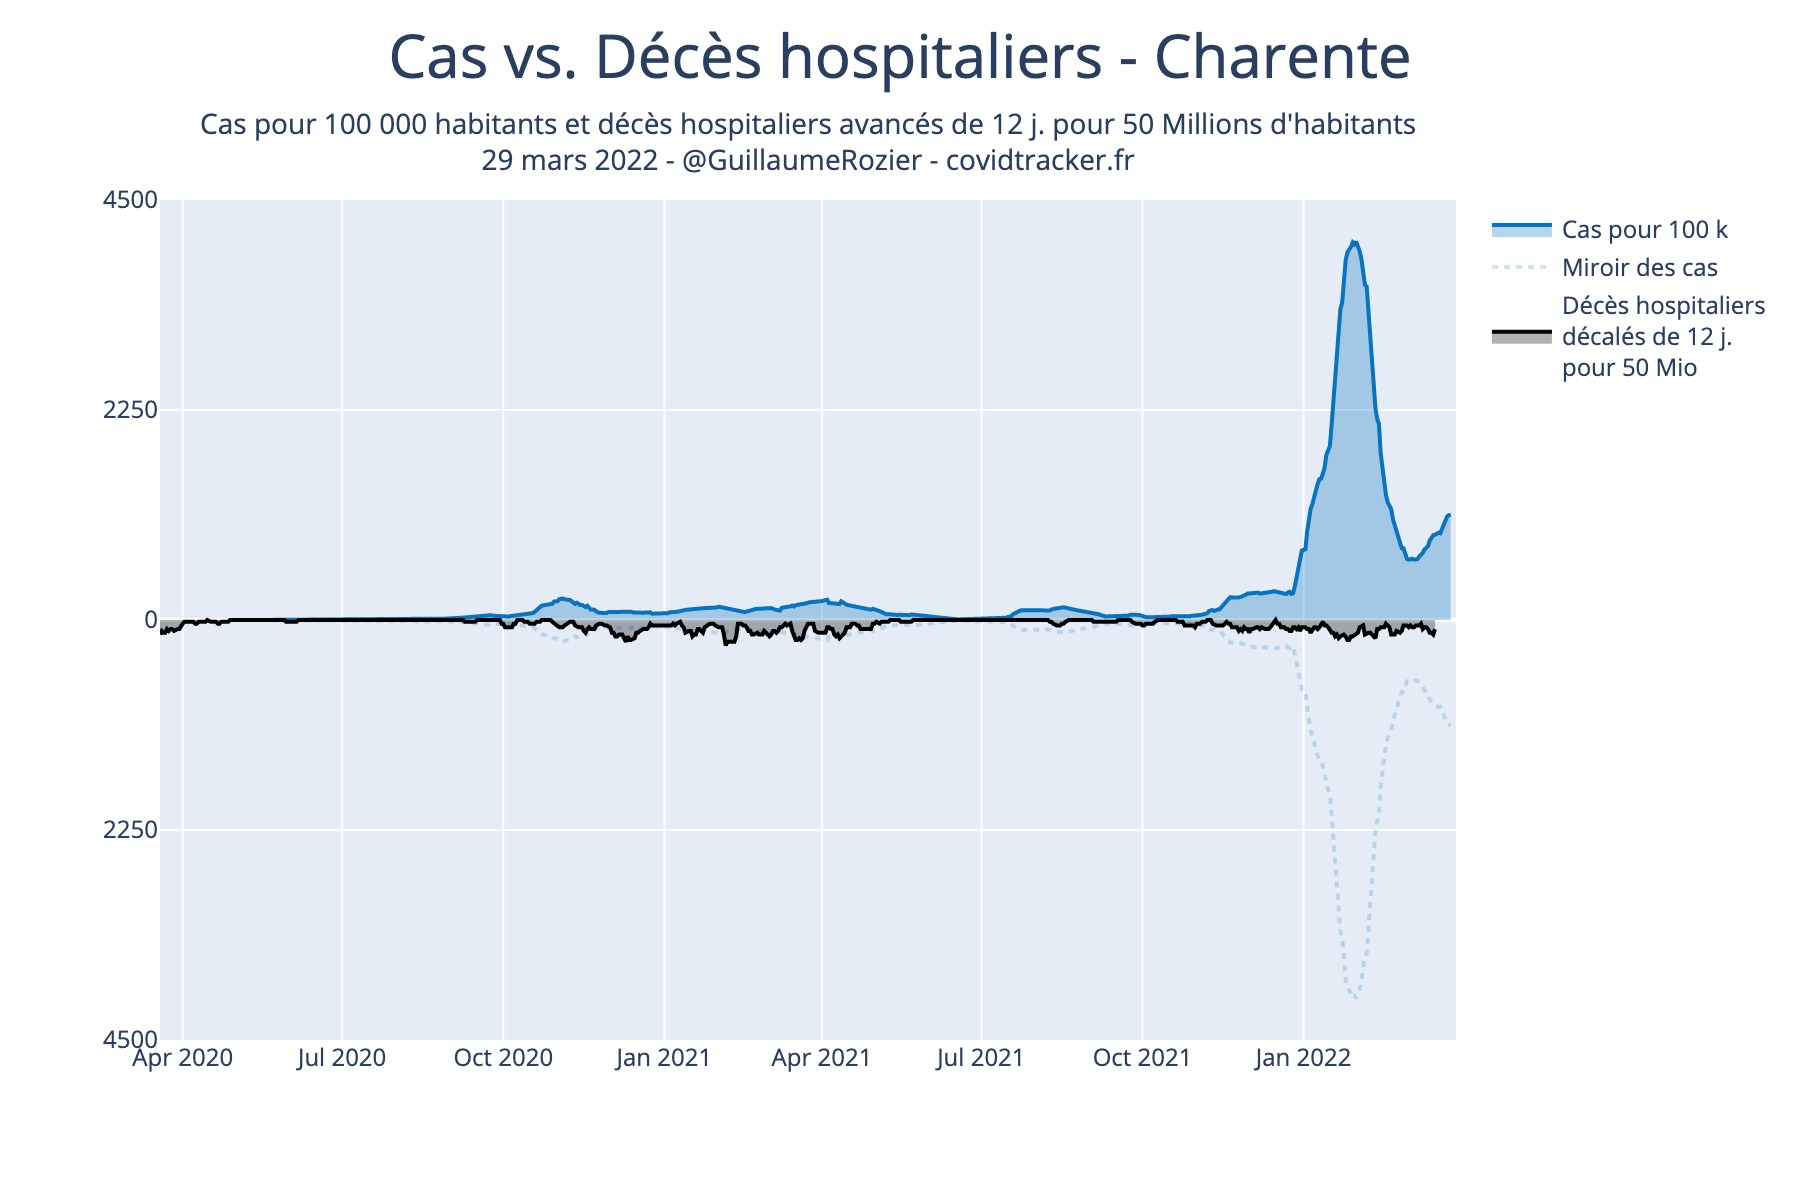 Cas vs. Décès hospitaliers - Charente
Cas pour 100 000 habitants et décès hospitaliers avancés de 12 j. pour 50 Millions d'habitants
29 mars 2022 - @GuillaumeRozier - covidtracker.fr
4500
2250
0
2250
4500
Apr 2020
Jul 2020
Oct 2020
Jan 2021
Apr 2021
Jul 2021
Oct 2021
Jan 2022
Cas pour 100 k
Miroir des cas
Décès hospitaliers
décalés de 12 j.
pour 50 Mio